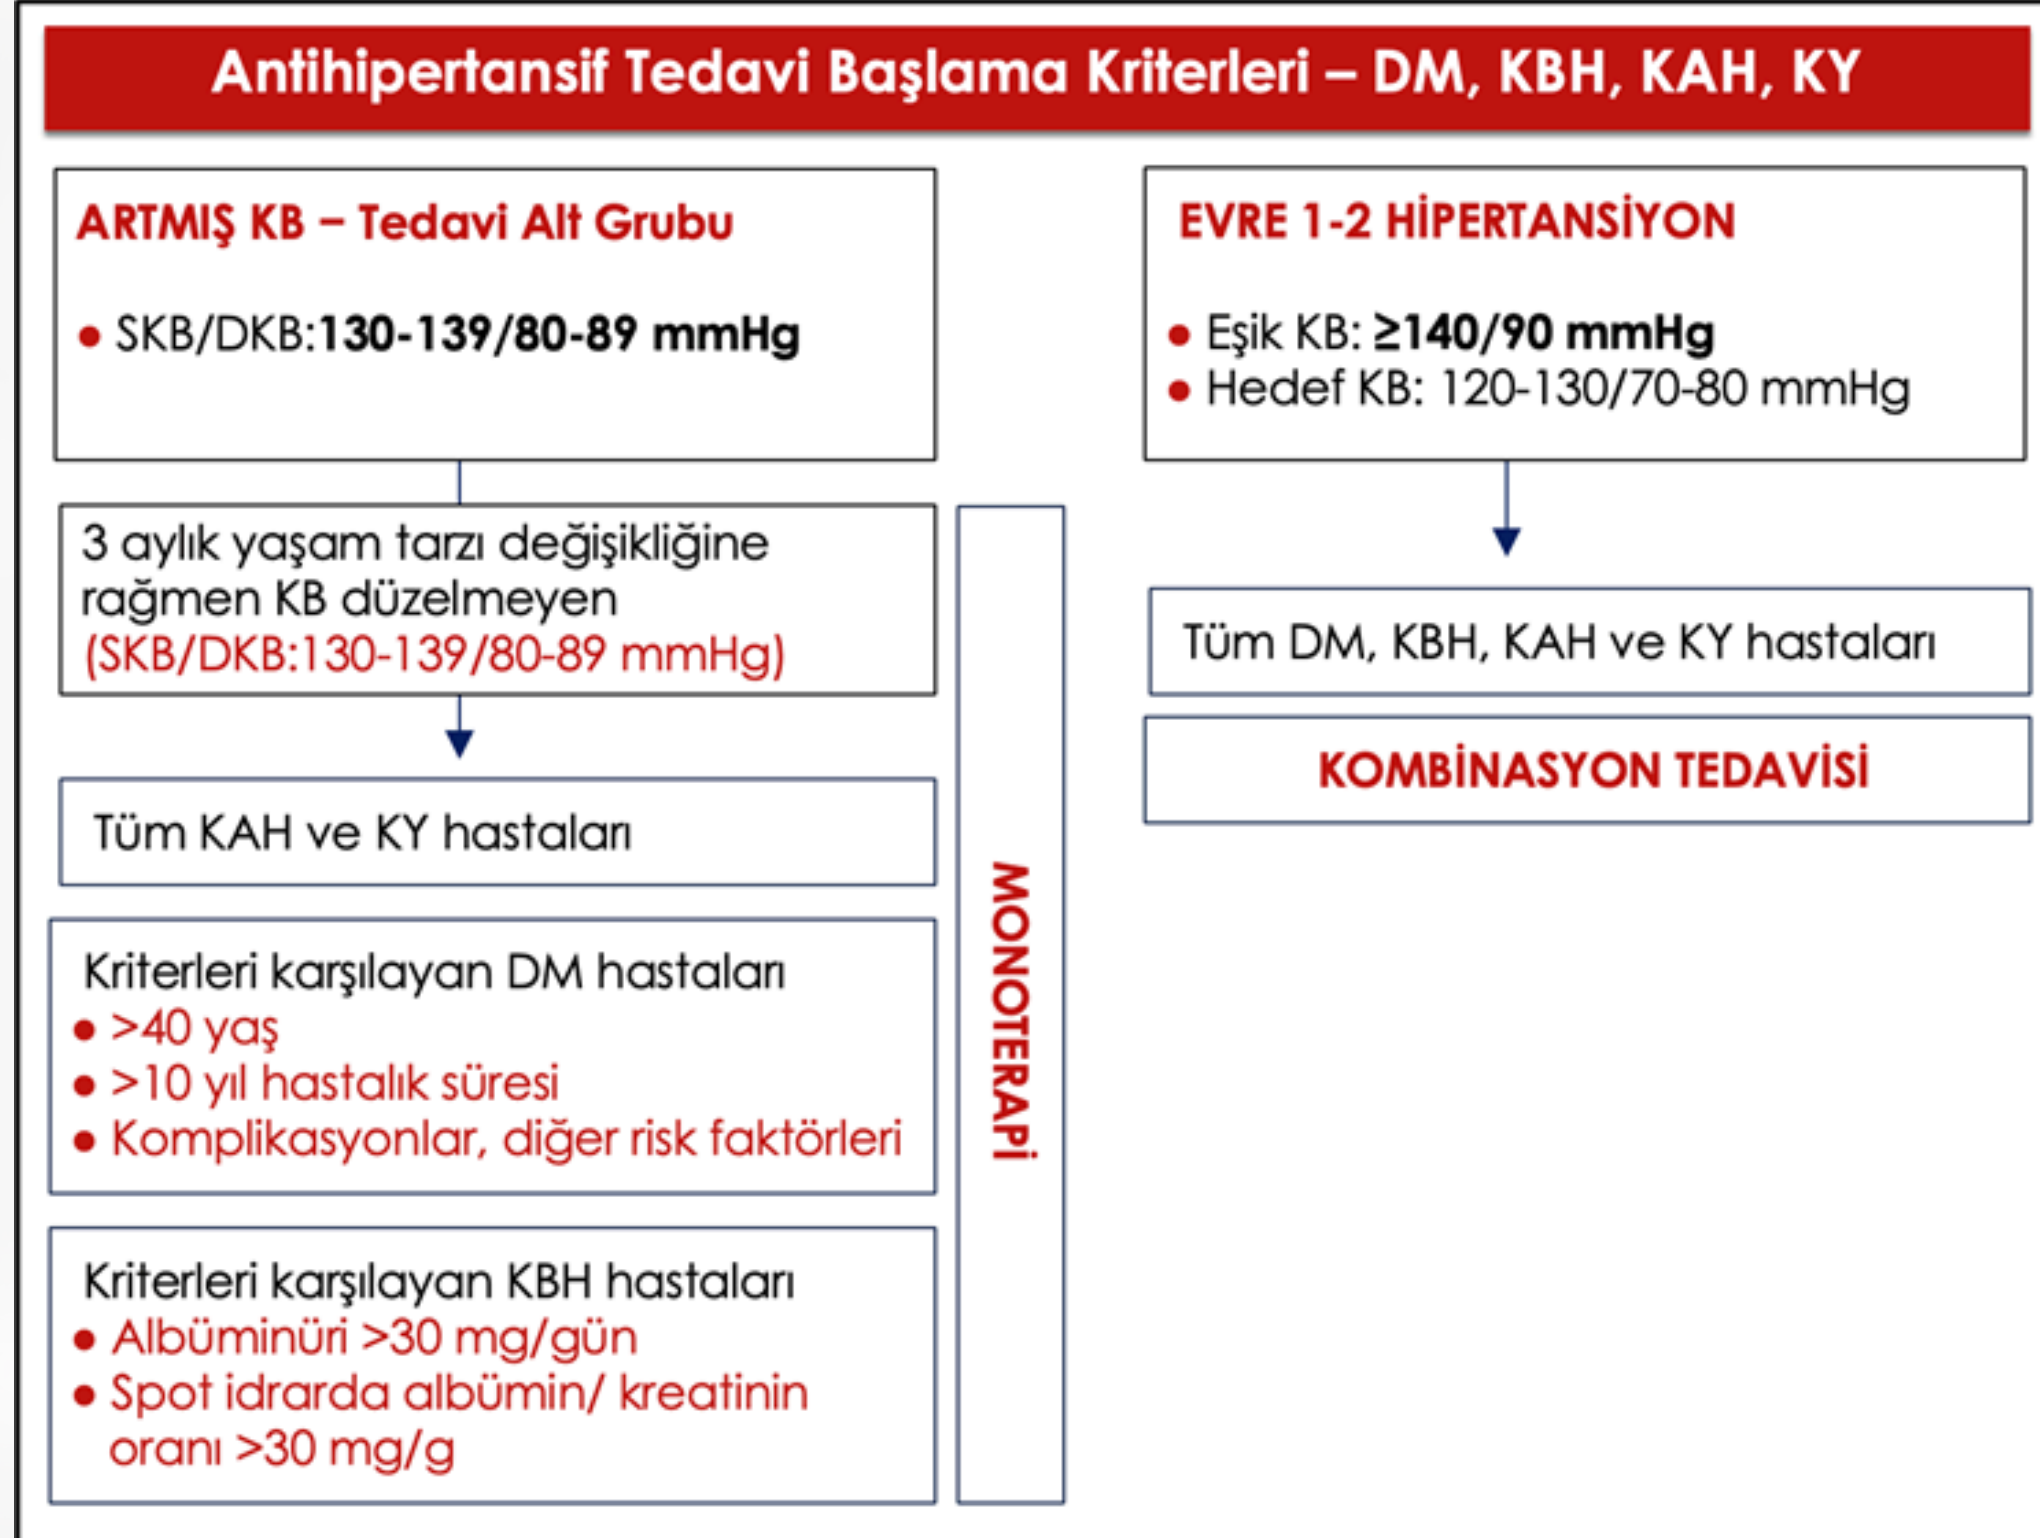 Antihipertansif Tedavi Başlama Kriterleri – DM, KBH, KAH, KY
ARTMIŞ KB – Tedavi Alt Grubu
● SKB/DKB:130-139/80-89 mmHg
3 aylık yaşam tarzı değişikliğine
rağmen KB düzelmeyen
(SKB/DKB:130-139/80-89 mmHg)
Tüm KAH ve KY hastaları
Kriterleri karşılayan DM hastaları
● >40 yaş
● >10 yıl hastalık süresi
● Komplikasyonlar, diğer risk faktörleri
Kriterleri karşılayan KBH hastaları
● Albüminüri >30 mg/gün
● Spot idrarda albümin/ kreatinin
oranı >30 mg/g
MONOTERAPİ
EVRE 1-2 HİPERTANSİYON
● Eşik KB: ≥140/90 mmHg
● Hedef KB: 120-130/70-80 mmHg
Tüm DM, KBH, KAH ve KY hastaları
KOMBİNASYON TEDAVİSİ